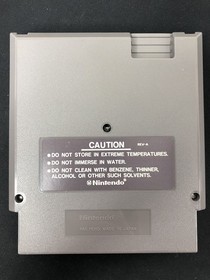 CAUTION
REV-A
•DO NOT STORE IN EXTREME TEMPERATURES.
•DO NOT IMMERSE IN WATER.
•DO NOT CLEAN WITH BENZENE, THINNER,
ALCOHOL OR OTHER SUCH SOLVENTS.
Nintendo®